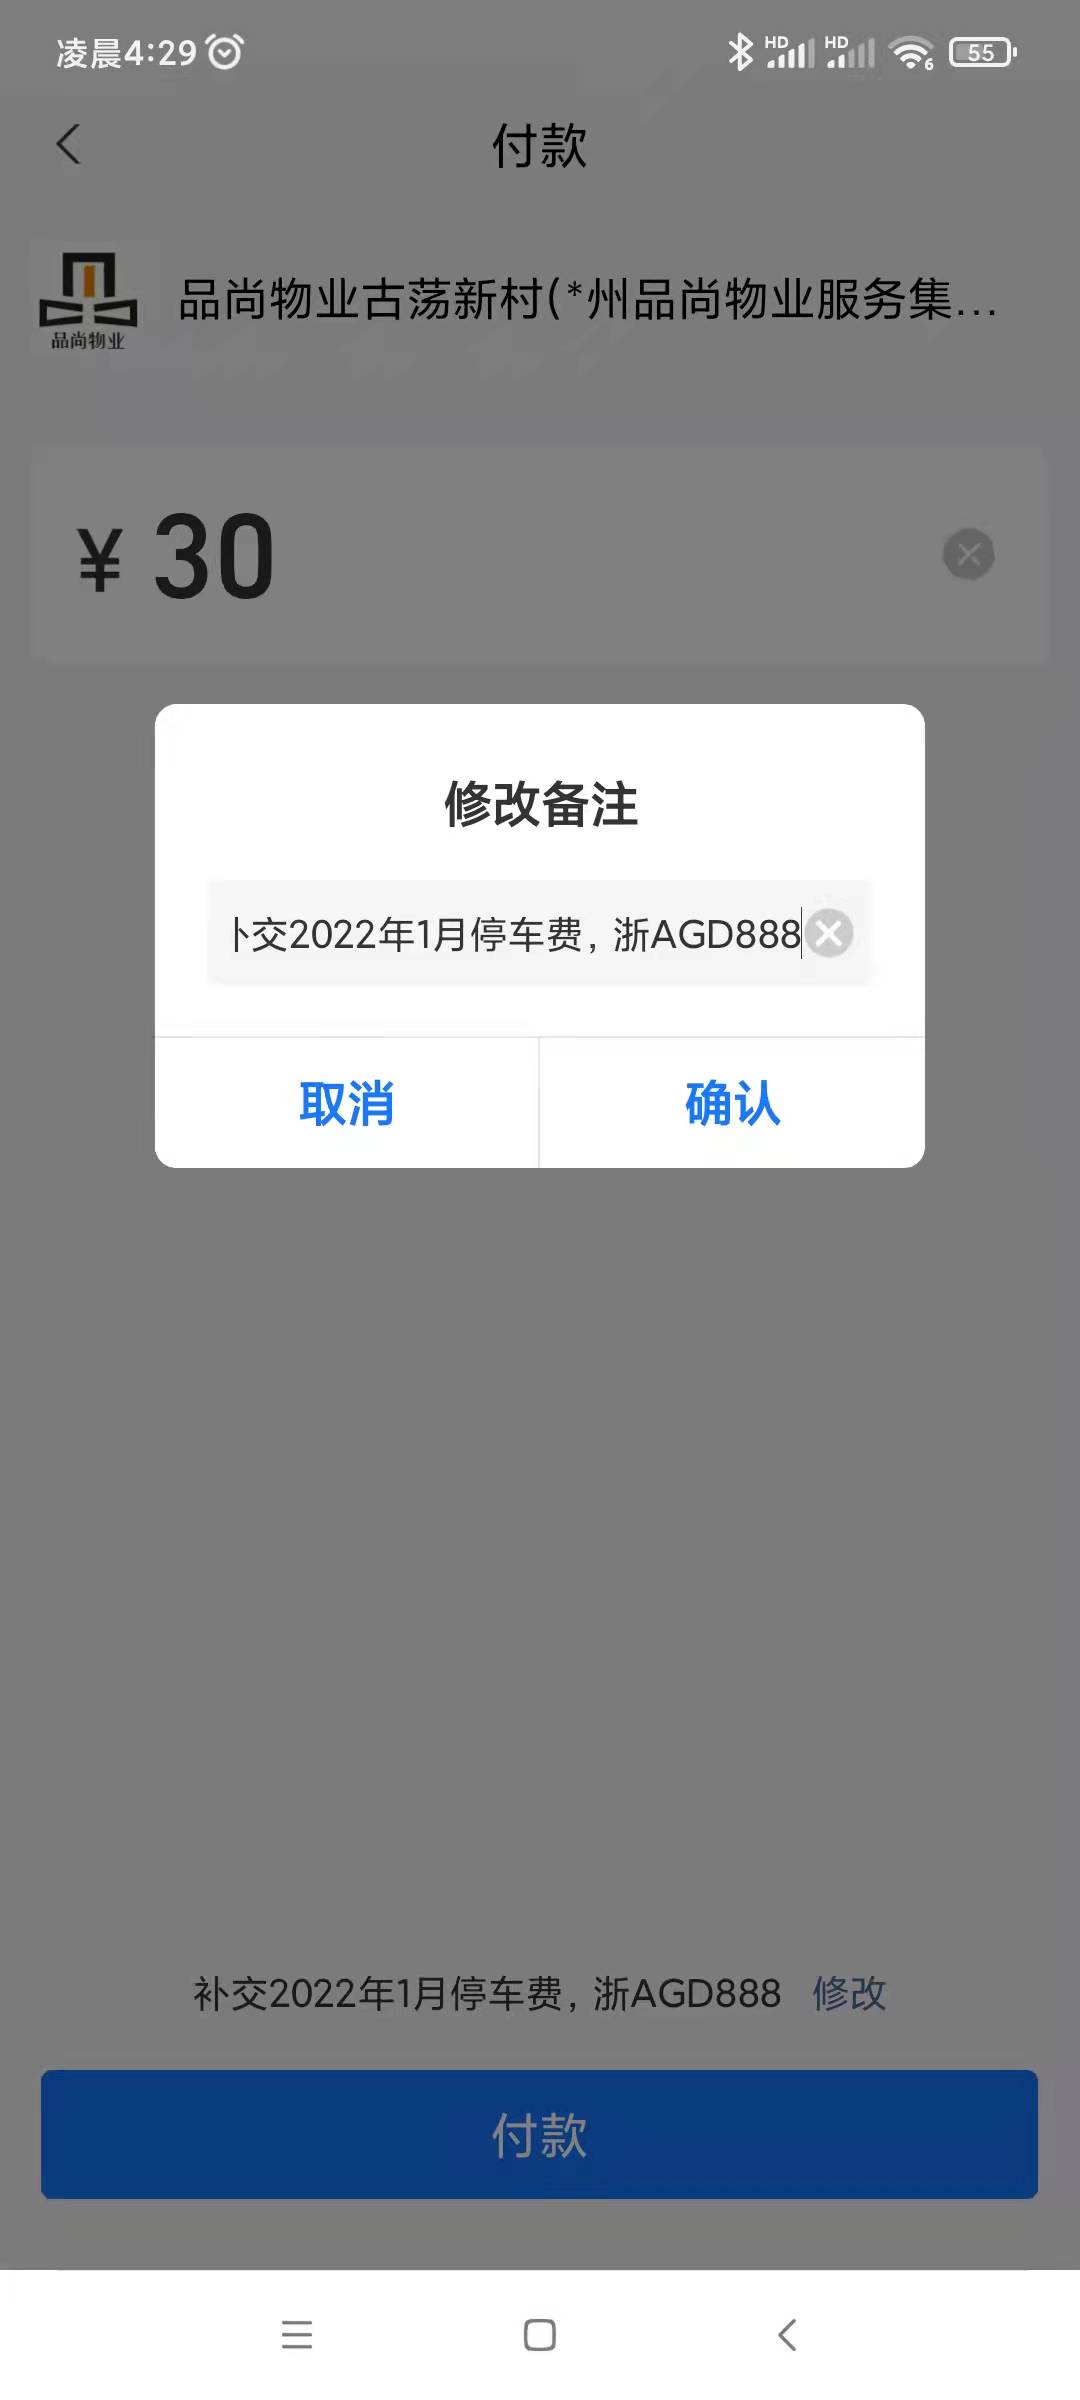 凌晨4:29
HD HD 6 55
付款
品尚物业
品尚物业古荡新村(*州品尚物业服务集...
¥ 30
修改备注
补交2022年1月停车费，浙AGD888
取消 确认
补交2022年1月停车费，浙AGD888 修改
付款